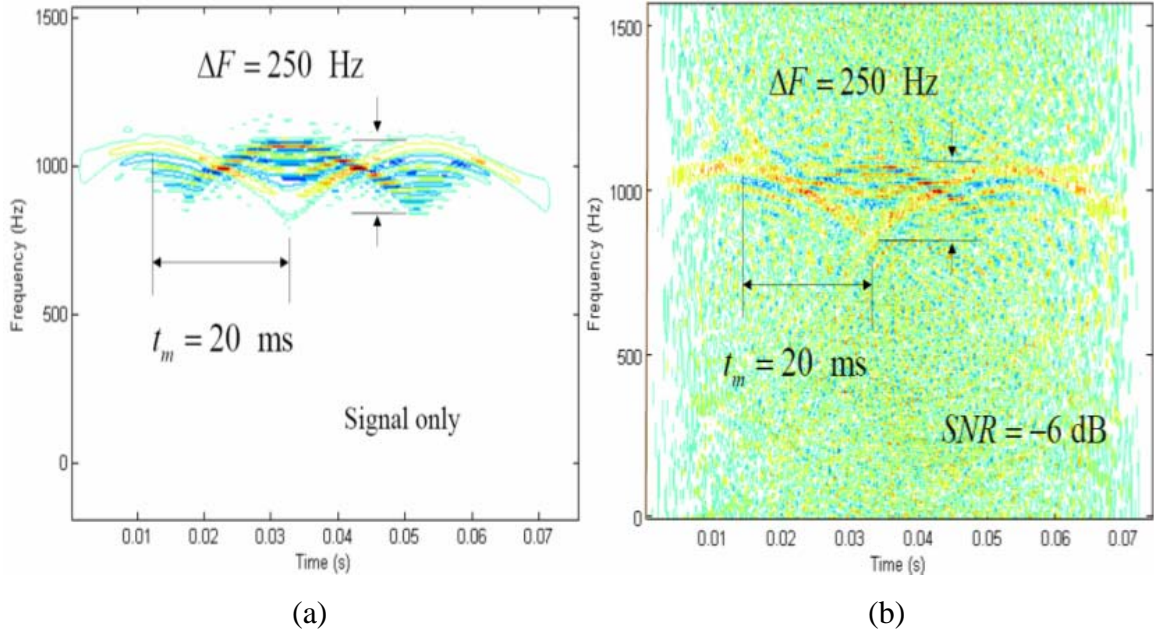 1500
1000
500
0
Frequency (Hz)
ΔF = 250 Hz
t_m = 20 ms
Signal only
0.01 0.02 0.03 0.04 0.05 0.06 0.07
Time (s)
(a)
1500
1000
500
0
Frequency (Hz)
ΔF = 250 Hz
t_m = 20 ms
SNR = −6 dB
0.01 0.02 0.03 0.04 0.05 0.06 0.07
Time (s)
(b)